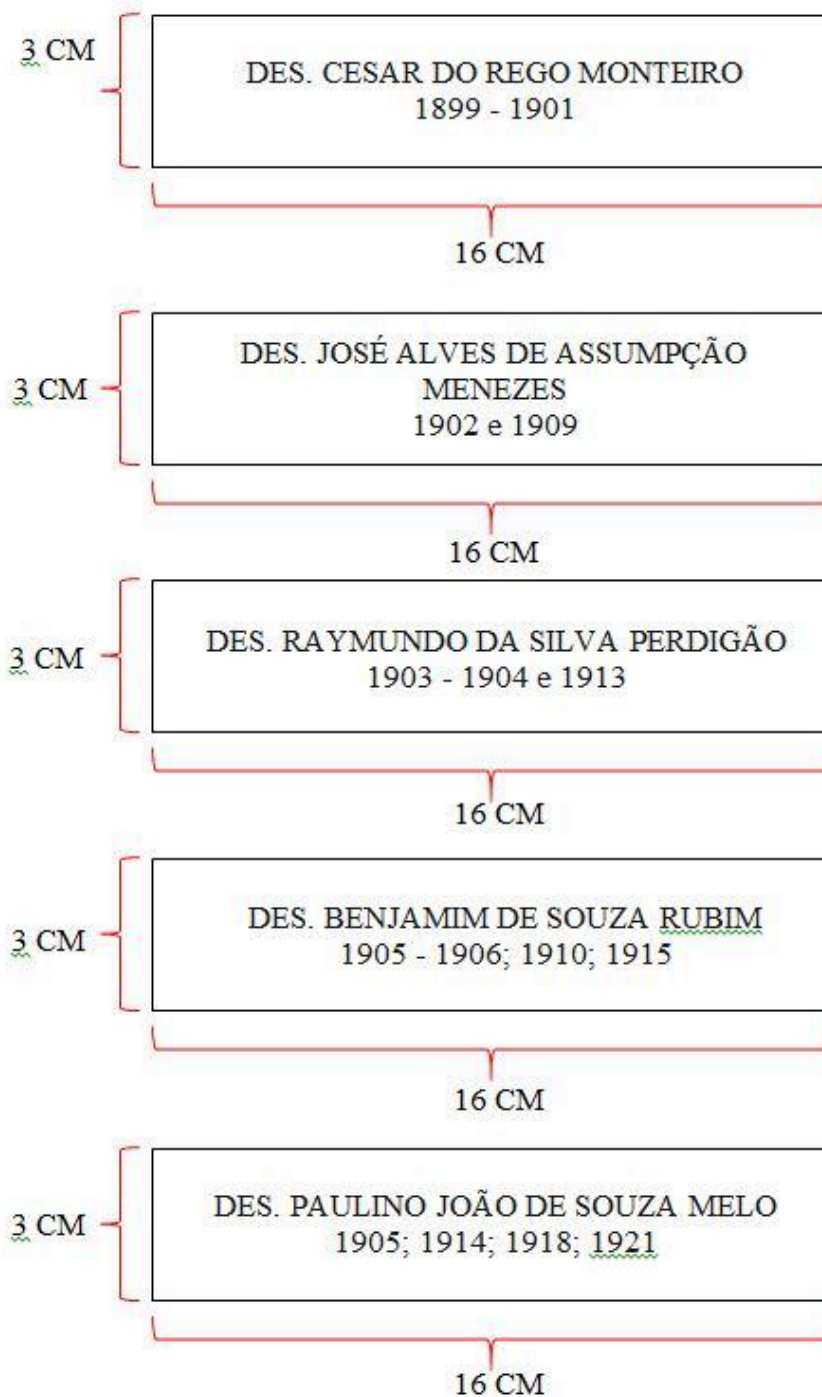 3 CM
DES. CESAR DO REGO MONTEIRO
1899 - 1901
16 CM
3 CM
DES. JOSÉ ALVES DE ASSUMPÇÃO
MENEZES
1902 e 1909
16 CM
3 CM
DES. RAYMUNDO DA SILVA PERDIGÃO
1903 - 1904 e 1913
16 CM
3 CM
DES. BENJAMIM DE SOUZA RUBIM
1905 - 1906; 1910; 1915
16 CM
3 CM
DES. PAULINO JOÃO DE SOUZA MELO
1905; 1914; 1918; 1921
16 CM